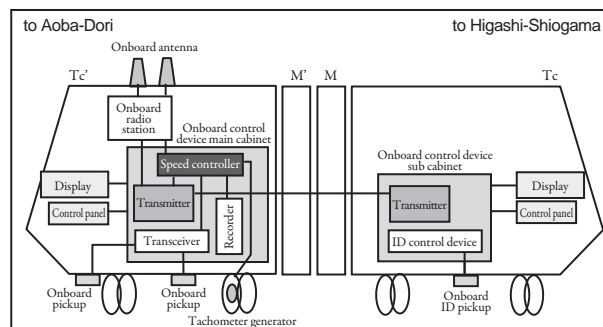 to Aoba-Dori
to Higashi-Shiogama
Onboard antenna
Tc’
M’
M
Tc
Onboard
radio
station
Onboard control
device main cabinet
Speed controller
Onboard control device
sub cabinet
Display
Control panel
Transmitter
Transceiver
Recorder
Transmitter
ID control device
Display
Control panel
Onboard
pickup
Onboard
pickup
Tachometer generator
Onboard
ID pickup